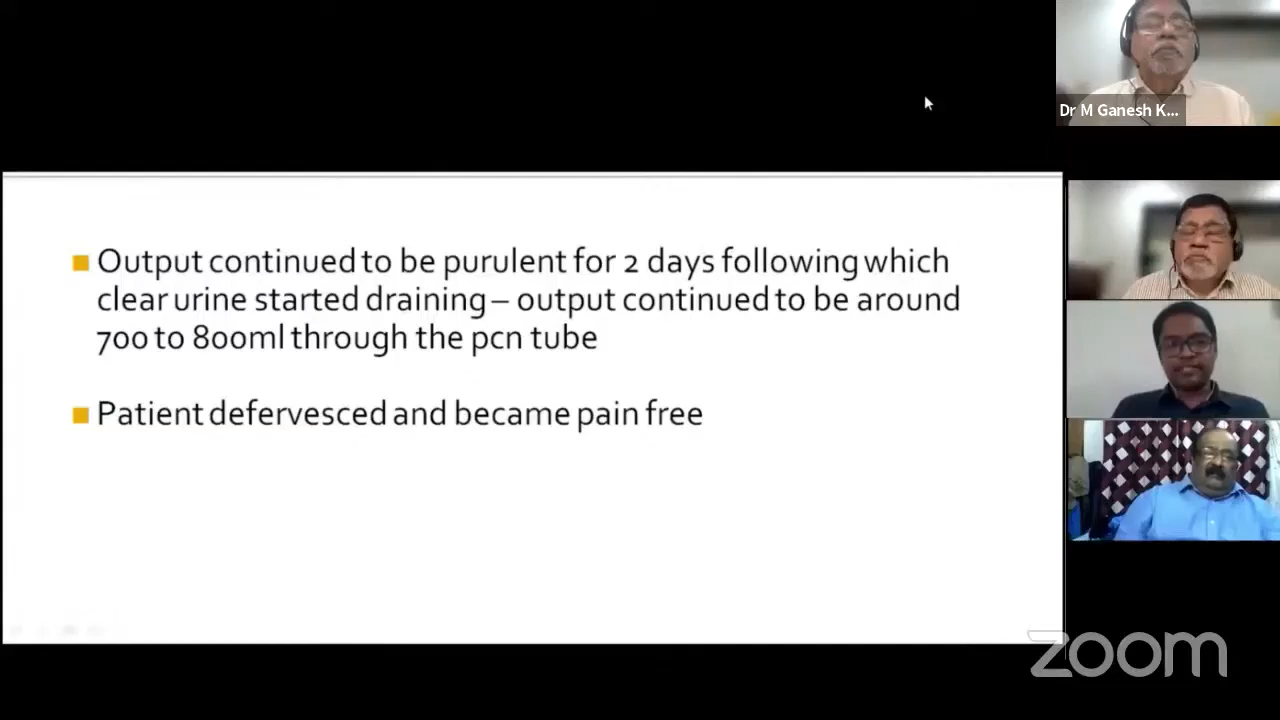 Dr M Ganesh K...
Output continued to be purulent for 2 days following which
clear urine started draining – output continued to be around
700 to 800ml through the pcn tube
Patient defervesced and became pain free
zoom